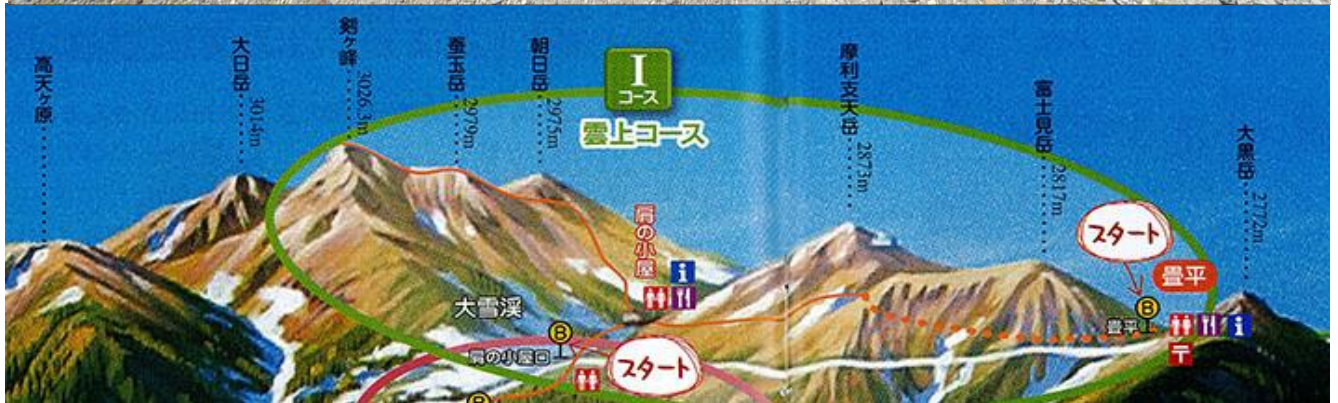 高天ヶ原
大日岳 3014m
剣ヶ峰 3026.3m
蚕玉岳 2979m
朝日岳 2975m
I
コース
雲上コース
摩利支天岳 2873m
富士見岳 2817m
大黒岳 2772m
スタート
畳平
B
畳平
i
〒
肩の小屋
i
大雪渓
B
肩の小屋口
スタート
B